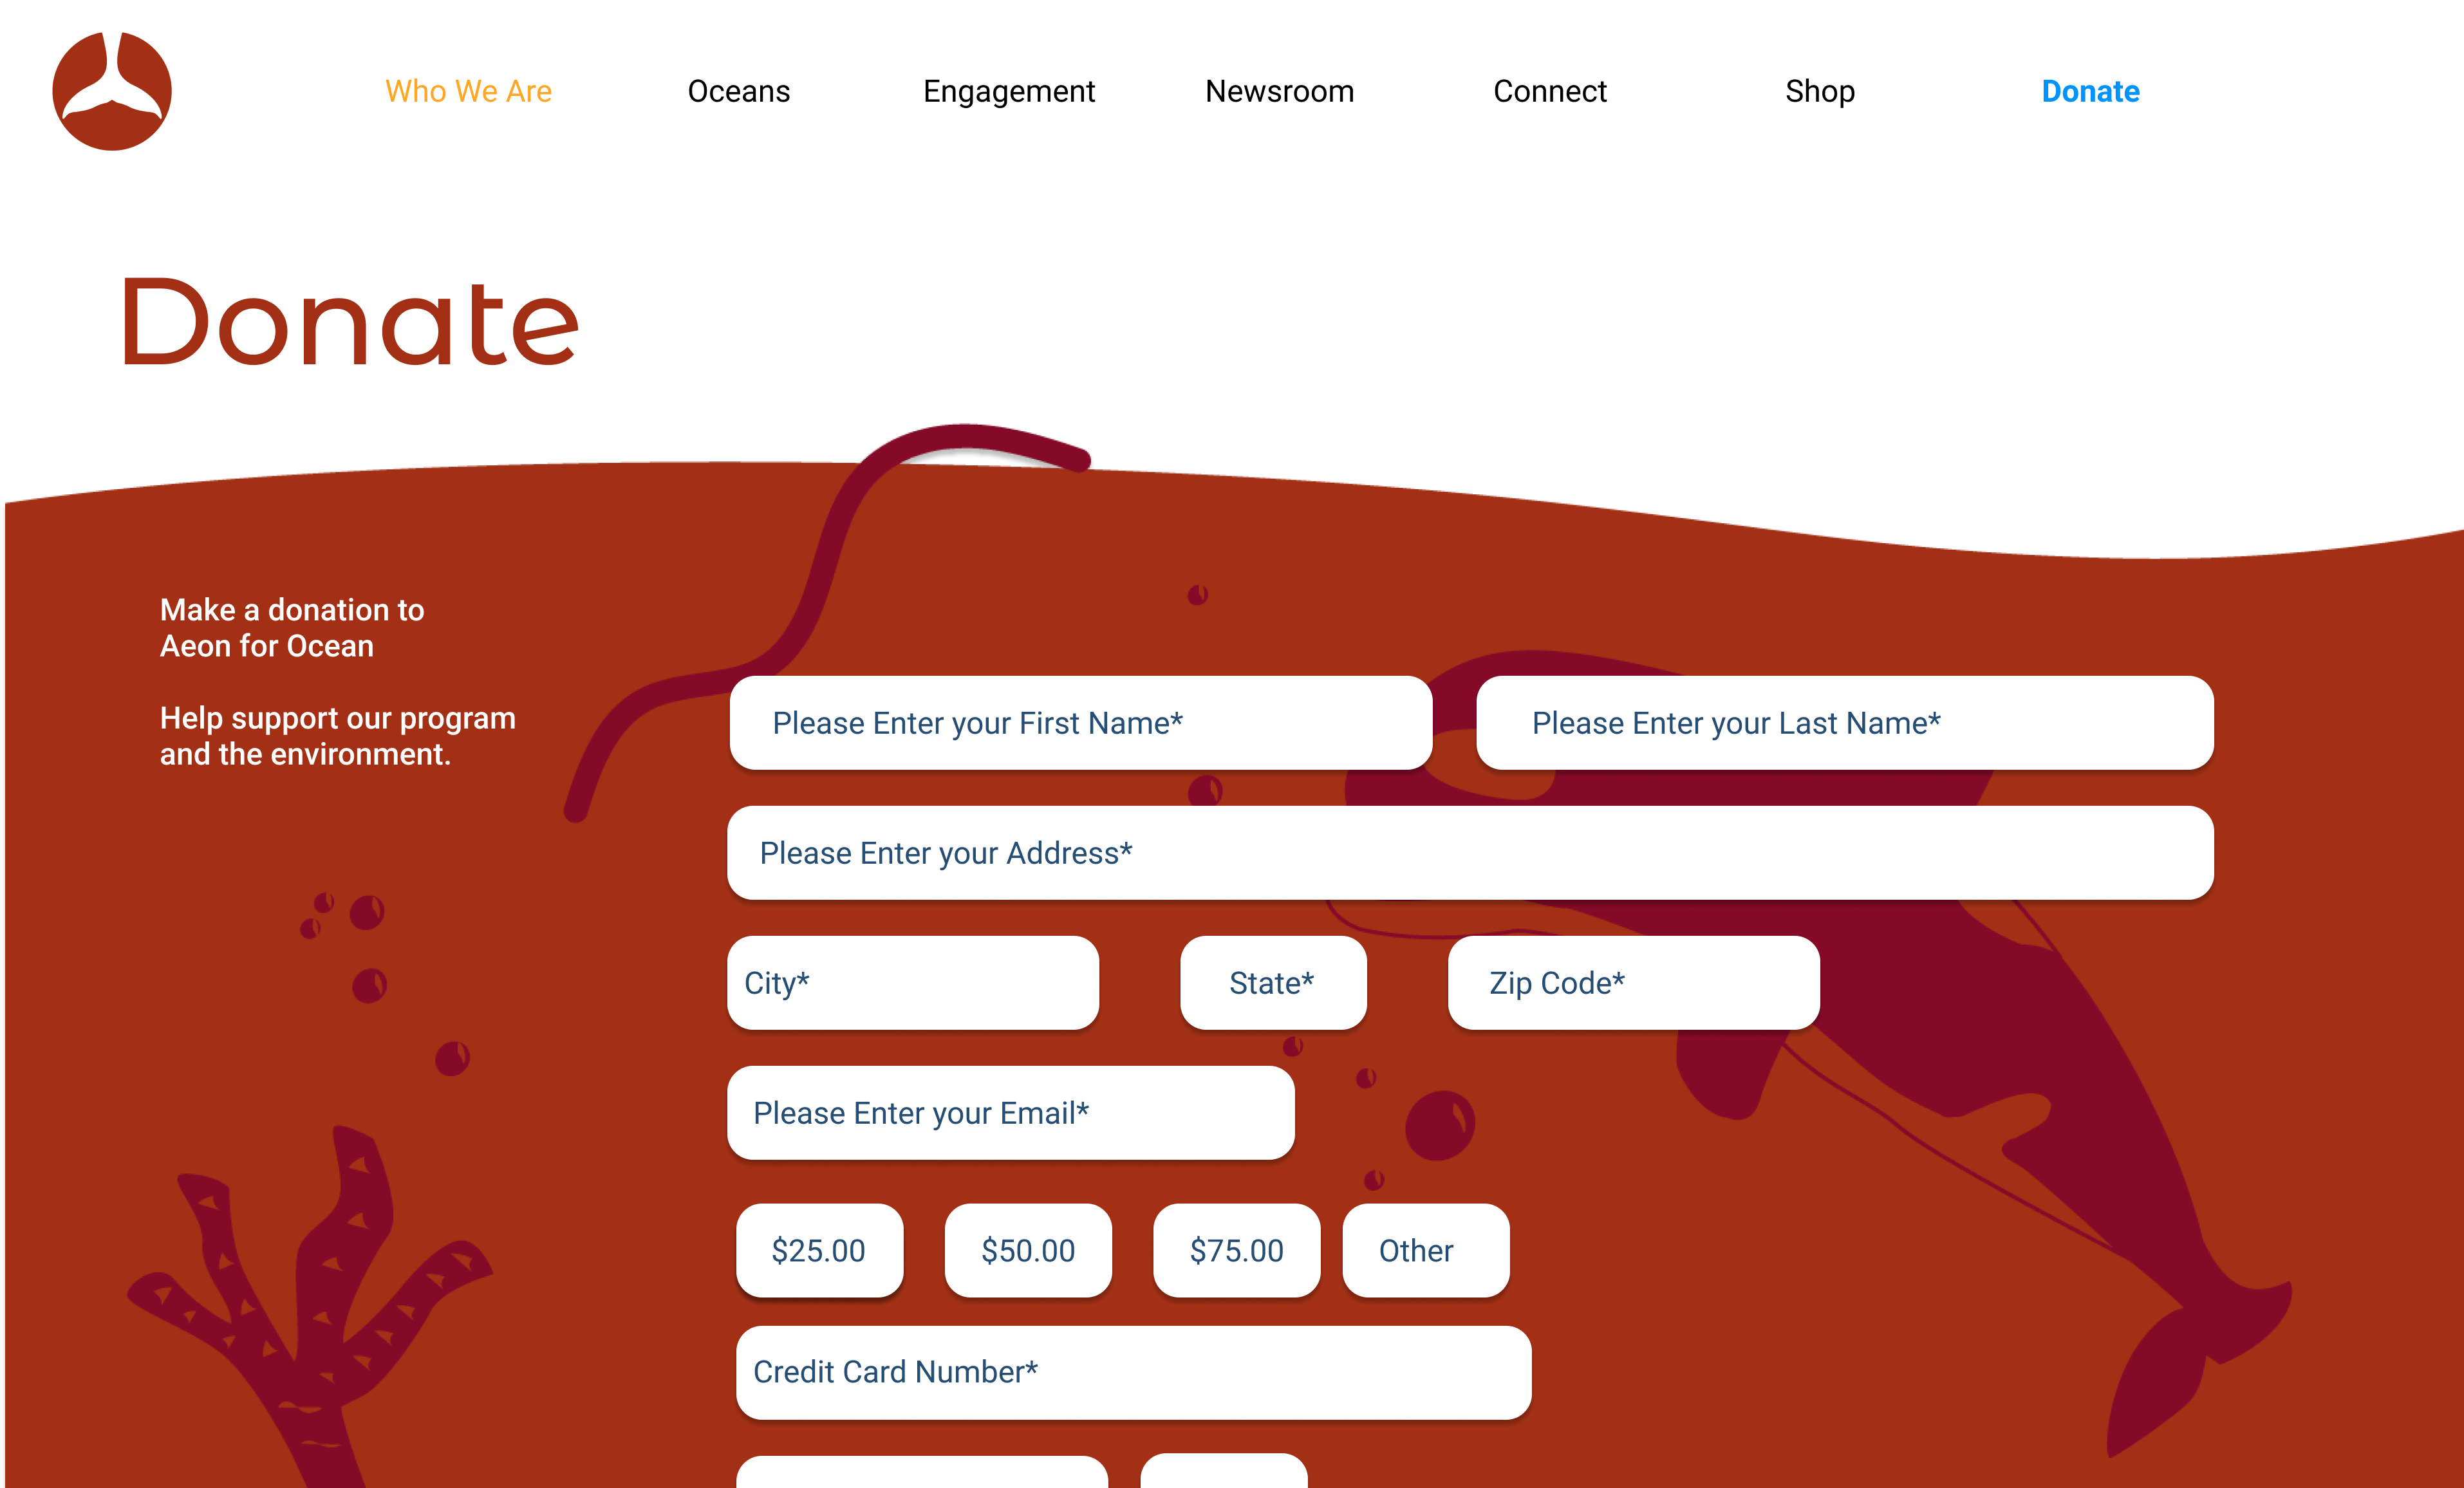 Who We Are
Oceans
Engagement
Newsroom
Connect
Shop
Donate
Donate
Make a donation to
Aeon for Ocean
Help support our program
and the environment.
Please Enter your First Name*
Please Enter your Last Name*
Please Enter your Address*
City*
State*
Zip Code*
Please Enter your Email*
$25.00
$50.00
$75.00
Other
Credit Card Number*